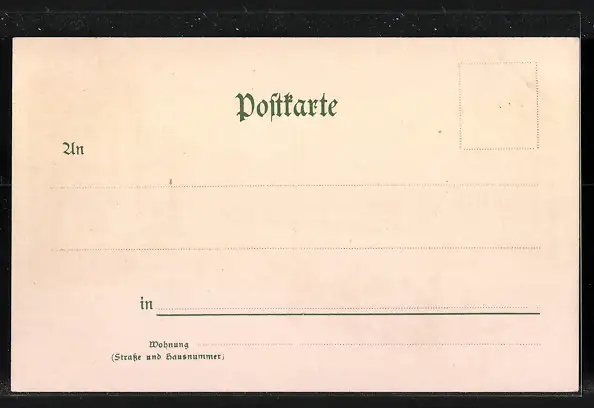 Postkarte
An
in
Wohnung
(Straße und Hausnummer)